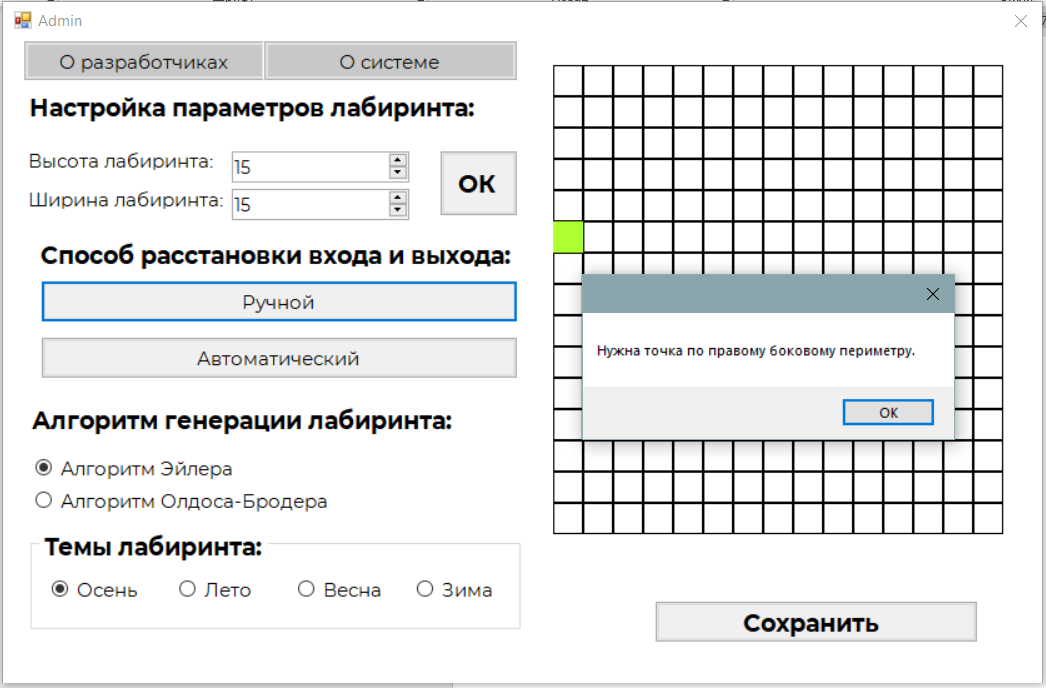 Admin
О разработчиках
О системе
Настройка параметров лабиринта:
Высота лабиринта:
15
ОК
Ширина лабиринта:
15
Способ расстановки входа и выхода:
Ручной
Автоматический
Нужна точка по правому боковому периметру.
ОК
Алгоритм генерации лабиринта:
Алгоритм Эйлера
Алгоритм Олдоса-Бродера
Темы лабиринта:
Осень
Лето
Весна
Зима
Сохранить